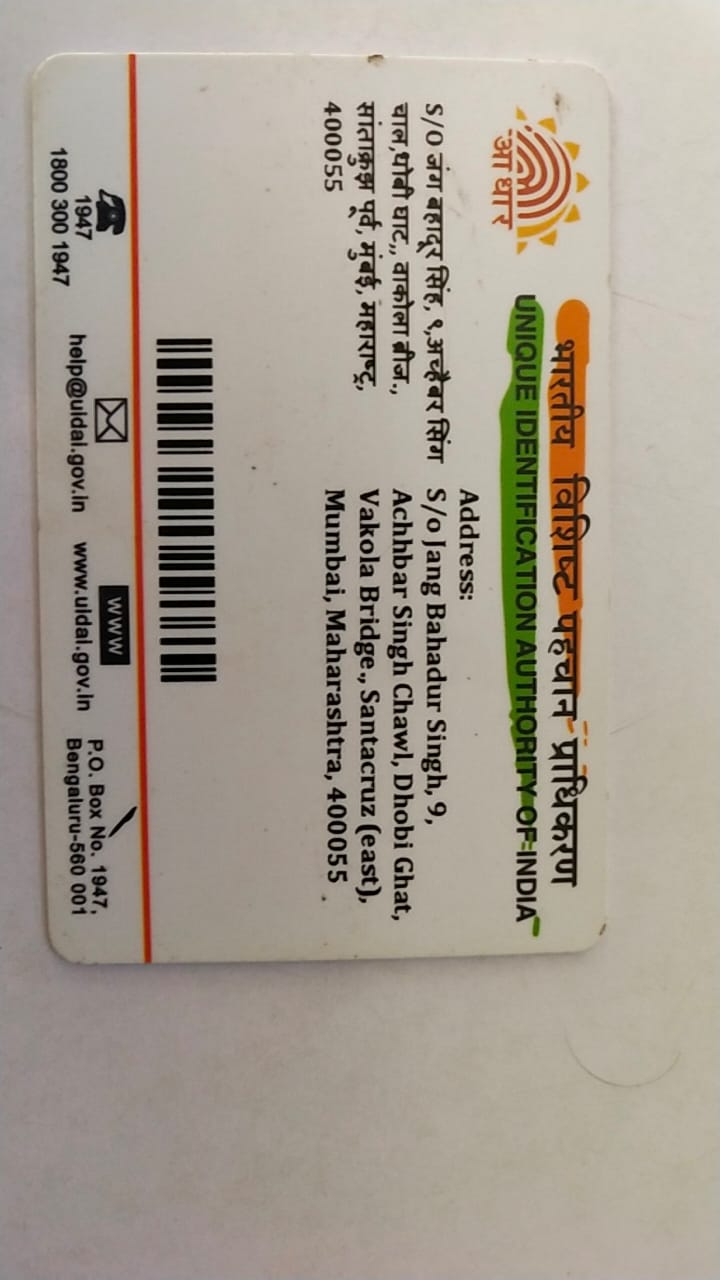 आधार
भारतीय विशिष्ट पहचान प्राधिकरण
UNIQUE IDENTIFICATION AUTHORITY OF INDIA
S/O जंग बहादूर सिंह, ९,अच्हैबर सिंग
चाल,धोबी घाट,, वाकोला ब्रीज.,
सांताक्रुझ पूर्व, मुंबई, महाराष्ट्र,
400055
Address:
S/o Jang Bahadur Singh, 9,
Achhbar Singh Chawl, Dhobi Ghat,
Vakola Bridge., Santacruz (east),
Mumbai, Maharashtra, 400055
1947
1800 300 1947
help@uidai.gov.in
www
www.uidai.gov.in
P.O. Box No. 1947,
Bengaluru-560 001